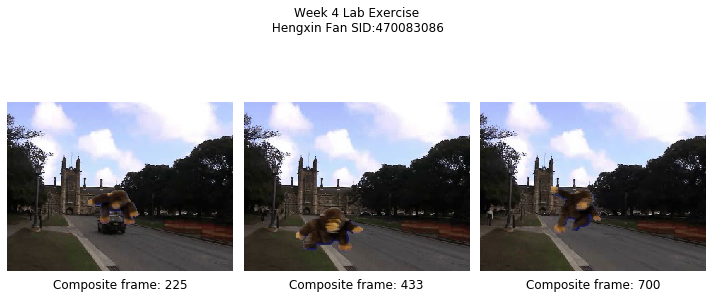 Week 4 Lab Exercise
Hengxin Fan SID:470083086
Composite frame: 225
Composite frame: 433
Composite frame: 700